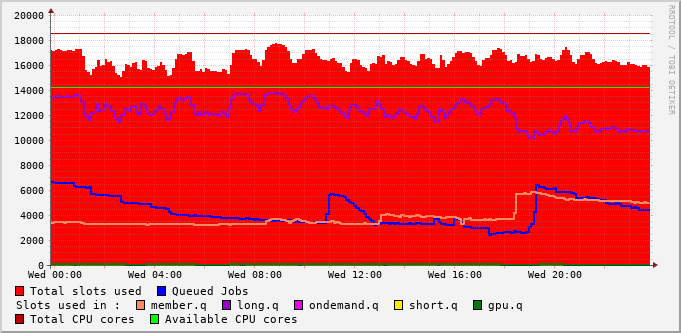 20000
18000
16000
14000
12000
10000
8000
6000
4000
2000
0
Wed 00:00 Wed 04:00 Wed 08:00 Wed 12:00 Wed 16:00 Wed 20:00
Total slots used Queued Jobs
Slots used in : member.q long.q ondemand.q short.q gpu.q
Total CPU cores Available CPU cores
RRDTOOL / TOBI OETIKER